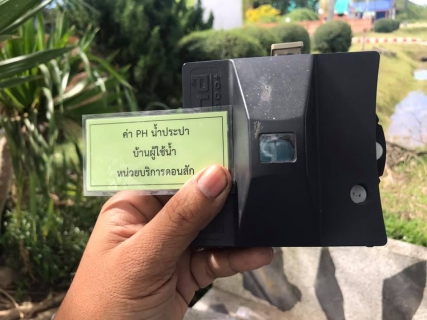 ค่า PH น้ำประปา
บ้านผู้ใช้น้ำ
หน่วยบริการดอนสัก